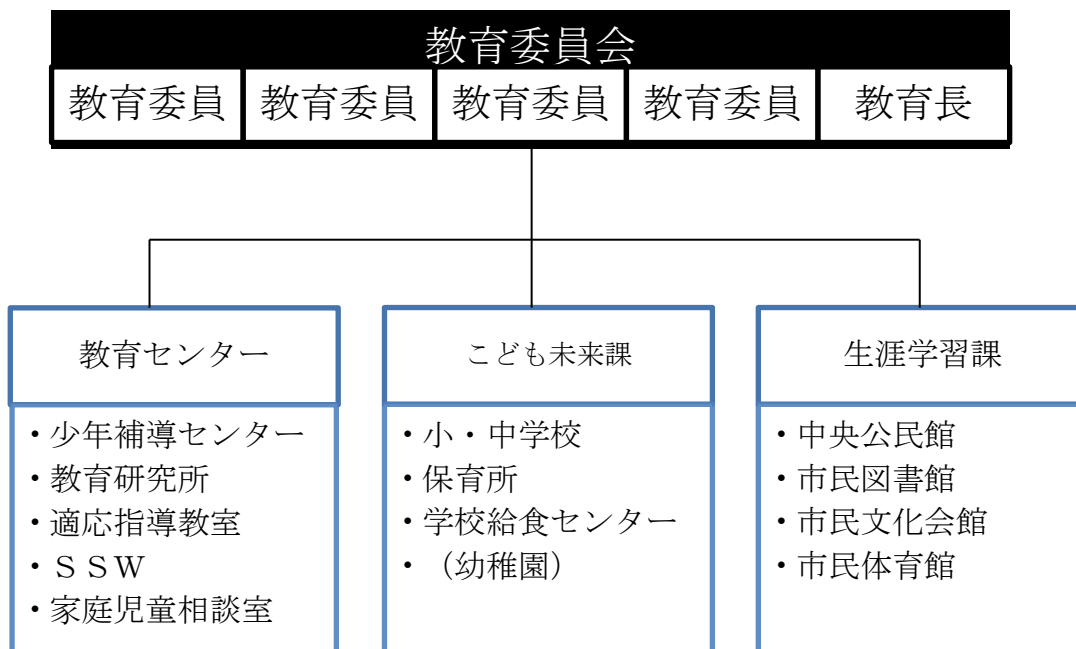 教育委員会
教育委員 教育委員 教育委員 教育委員 教育長
教育センター
・少年補導センター
・教育研究所
・適応指導教室
・ＳＳＷ
・家庭児童相談室
こども未来課
・小・中学校
・保育所
・学校給食センター
・（幼稚園）
生涯学習課
・中央公民館
・市民図書館
・市民文化会館
・市民体育館